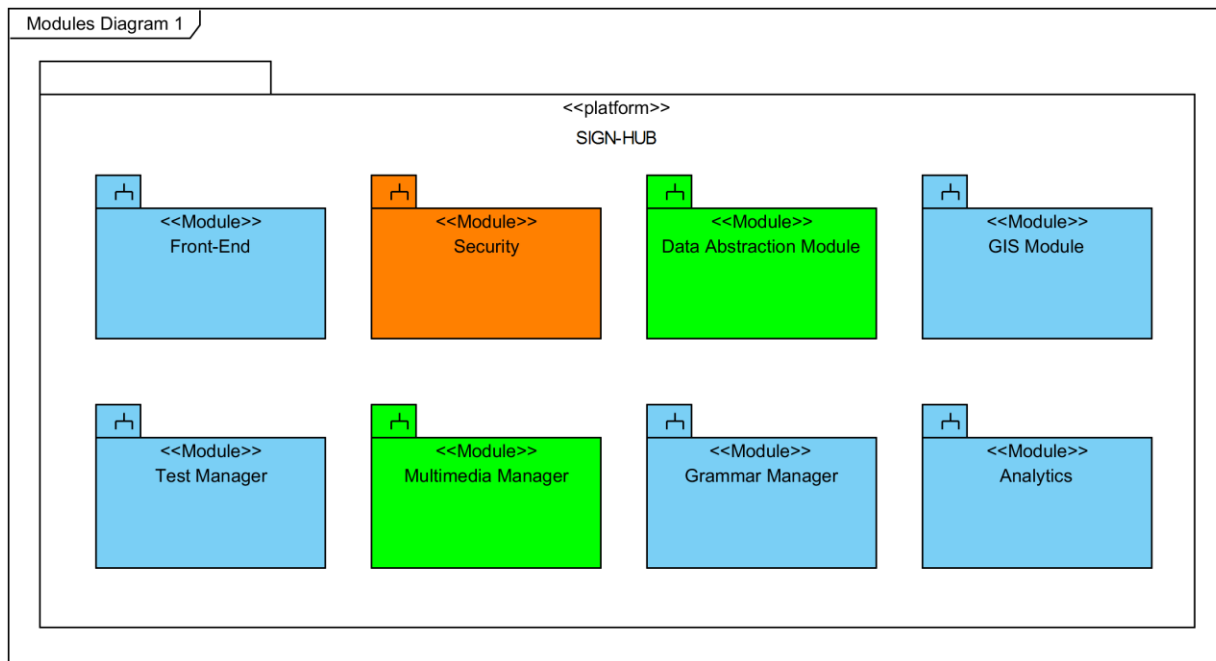 Modules Diagram 1
<<platform>>
SIGN-HUB
<<Module>>
Front-End
<<Module>>
Security
<<Module>>
Data Abstraction Module
<<Module>>
GIS Module
<<Module>>
Test Manager
<<Module>>
Multimedia Manager
<<Module>>
Grammar Manager
<<Module>>
Analytics